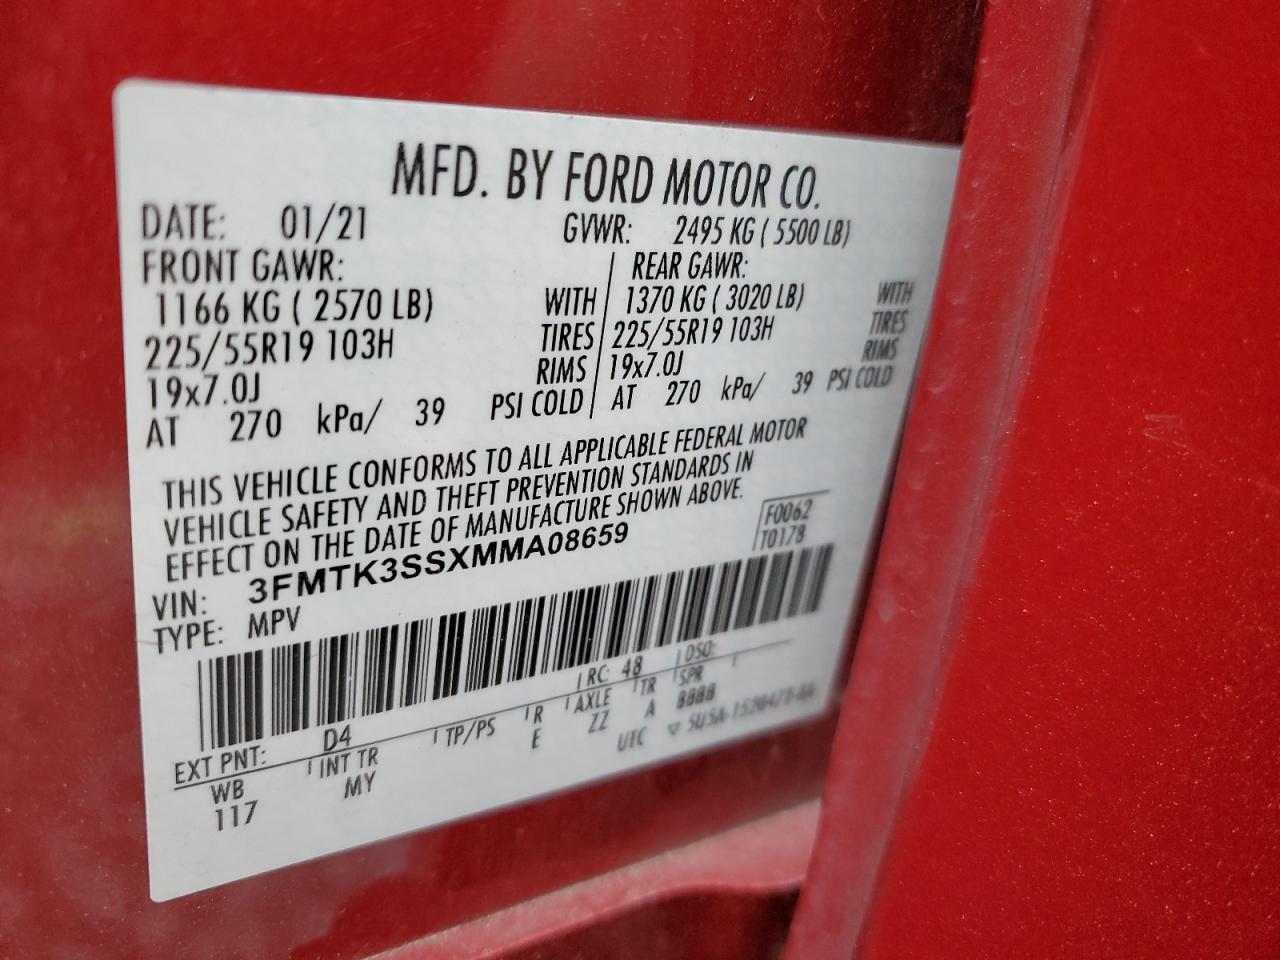 MFD. BY FORD MOTOR CO.
DATE: 01/21 GVWR: 2495 KG ( 5500 LB)
FRONT GAWR: REAR GAWR:
1166 KG ( 2570 LB) WITH 1370 KG ( 3020 LB) WITH
225/55R19 103H TIRES 225/55R19 103H TIRES
19x7.0J RIMS 19x7.0J RIMS
AT 270 kPa/ 39 PSI COLD AT 270 kPa/ 39 PSI COLD
THIS VEHICLE CONFORMS TO ALL APPLICABLE FEDERAL MOTOR
VEHICLE SAFETY AND THEFT PREVENTION STANDARDS IN
EFFECT ON THE DATE OF MANUFACTURE SHOWN ABOVE.
F0062
T0178
VIN: 3FMTK3SSXMMA08659
TYPE: MPV
EXT PNT: D4 RC: 48 DSO:
WB INT TR TP/PS R AXLE TR SPR
117 MY E ZZ A BBBB
UTC